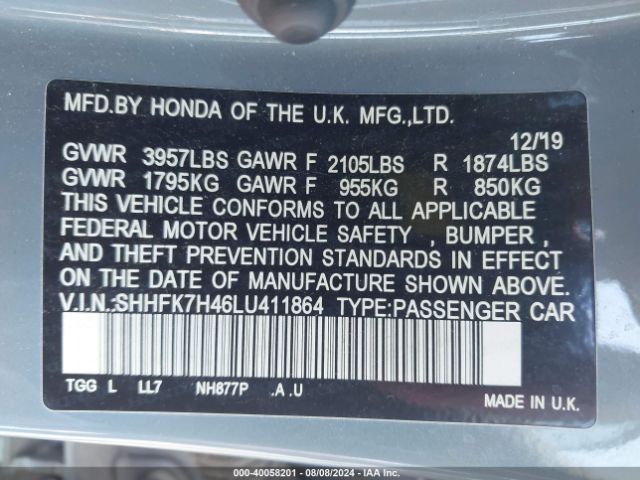 MFD.BY HONDA OF THE U.K. MFG.,LTD.
12/'19
GVWR 3957LBS GAWR F 2105LBS R 1874LBS
GVWR 1795KG GAWR F 955KG R 850KG
THIS VEHICLE CONFORMS TO ALL APPLICABLE
FEDERAL MOTOR VEHICLE SAFETY , BUMPER ,
AND THEFT PREVENTION STANDARDS IN EFFECT
ON THE DATE OF MANUFACTURE SHOWN ABOVE.
V.I.N.:SHHFK7H46LU411864 TYPE:PASSENGER CAR
TGG L LL7 NH877P .A .U
MADE IN U.K.
000-40058201 - 08/08/2024 - IAA Inc.